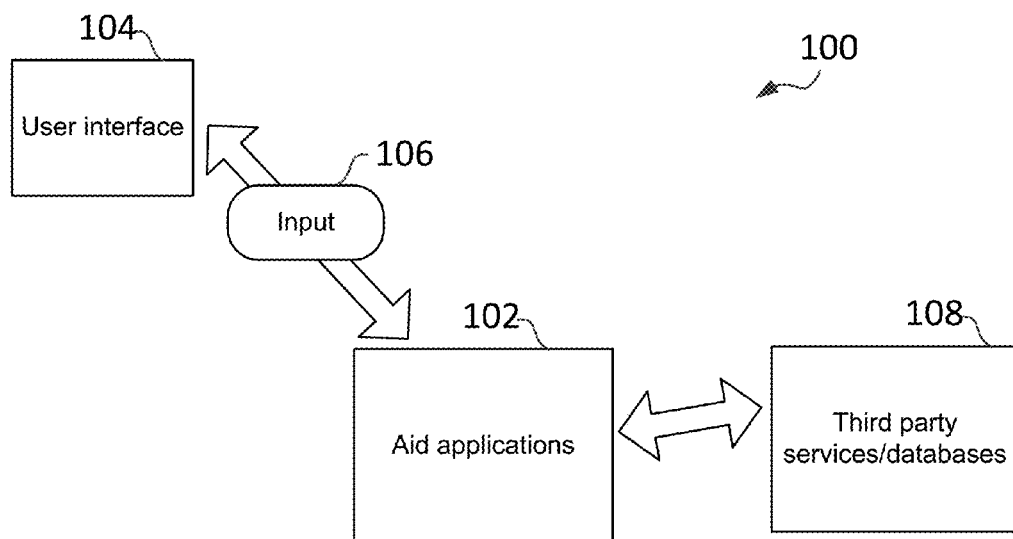 104
100
User interface
106
Input
102
108
Aid applications
Third party
services/databases